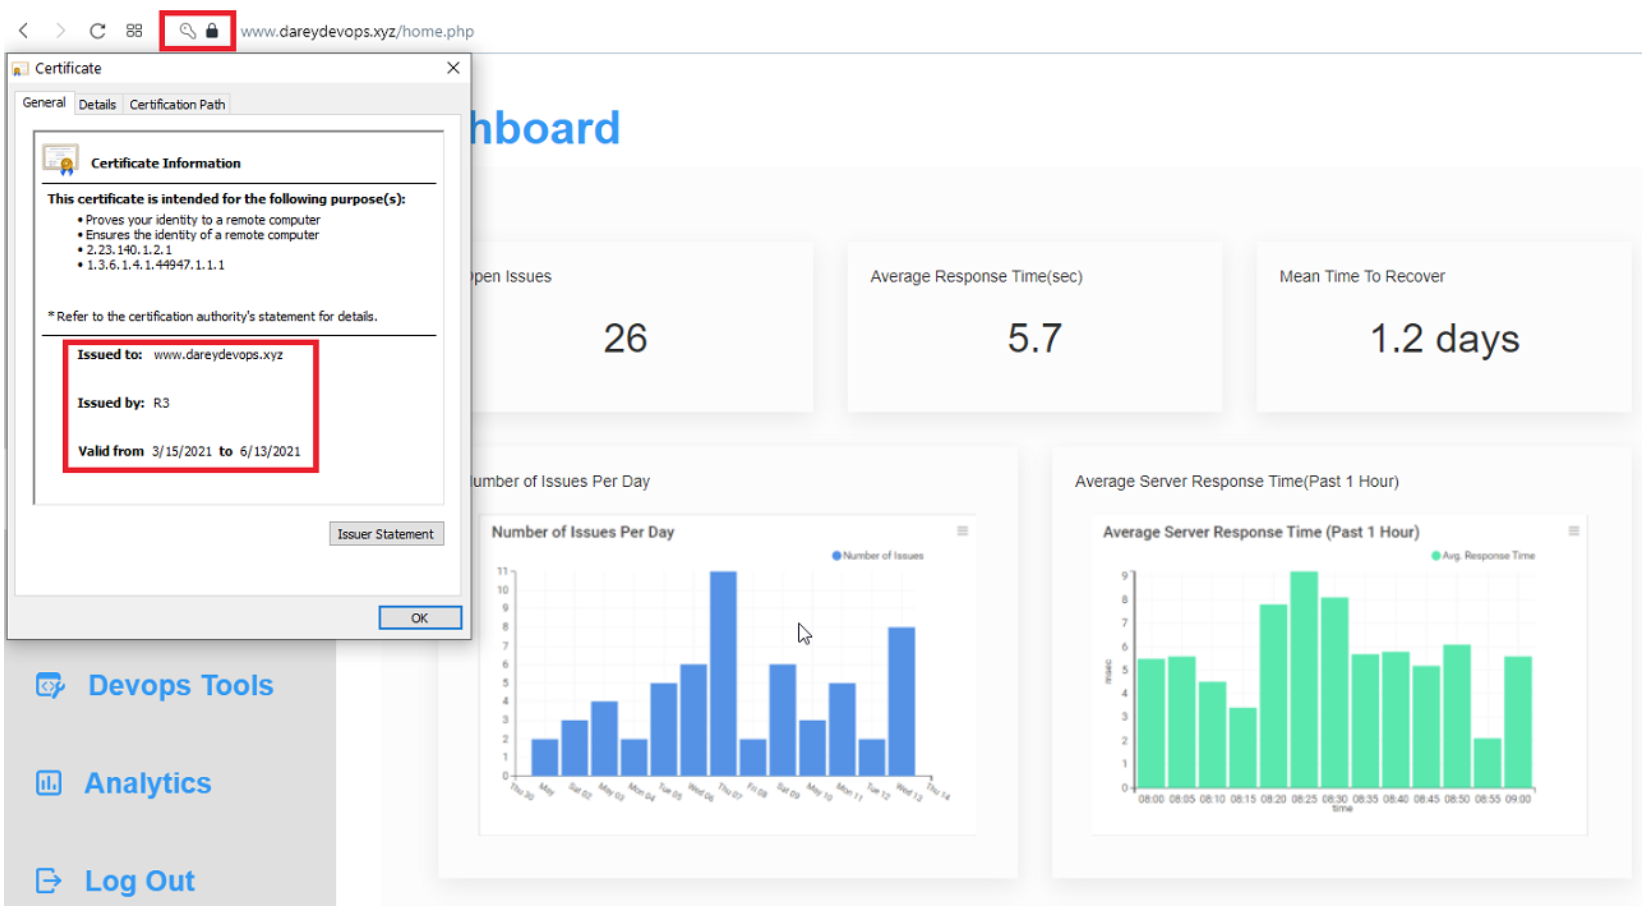 www.dareydevops.xyz/home.php
Certificate
General Details Certification Path
Certificate Information
This certificate is intended for the following purpose(s):
• Proves your identity to a remote computer
• Ensures the identity of a remote computer
• 2.23.140.1.2.1
• 1.3.6.1.4.1.44947.1.1.1
* Refer to the certification authority's statement for details.
Issued to: www.dareydevops.xyz
Issued by: R3
Valid from 3/15/2021 to 6/13/2021
Issuer Statement
OK
hboard
pen Issues
26
Average Response Time(sec)
5.7
Mean Time To Recover
1.2 days
umber of Issues Per Day
Number of Issues Per Day
Number of Issues
11
10
9
8
7
6
5
4
3
2
1
0
Thu 30 May Sat 02 May 03 Mon 04 Tue 05 Wed 06 Thu 07 Fri 08 Sat 09 May 10 Mon 11 Tue 12 Wed 13 Thu 14
Average Server Response Time(Past 1 Hour)
Average Server Response Time (Past 1 Hour)
Avg. Response Time
9
8
7
6
5
4
3
2
1
0
msec
08:00 08:05 08:10 08:15 08:20 08:25 08:30 08:35 08:40 08:45 08:50 08:55 09:00
time
Devops Tools
Analytics
Log Out